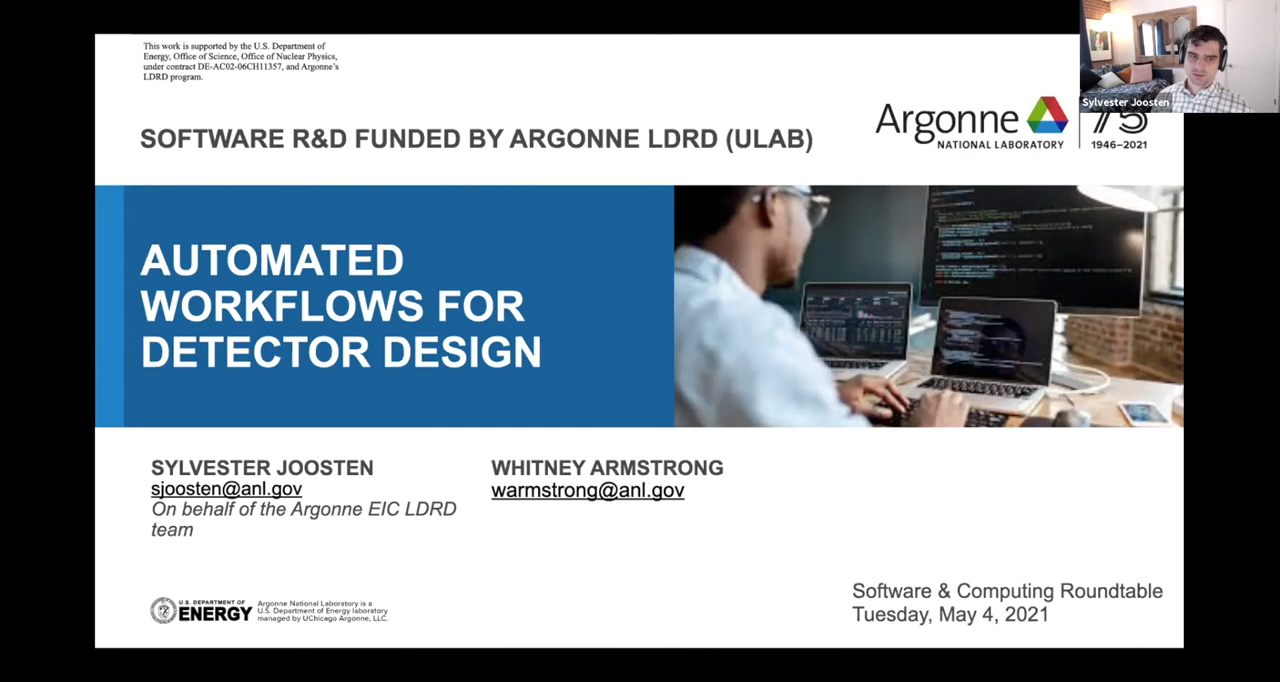 This work is supported by the U.S. Department of
Energy, Office of Science, Office of Nuclear Physics,
under contract DE-AC02-06CH11357, and Argonne's
LDRD program.
Sylvester Joosten
Argonne
NATIONAL LABORATORY
75
1946–2021
SOFTWARE R&D FUNDED BY ARGONNE LDRD (ULAB)
AUTOMATED
WORKFLOWS FOR
DETECTOR DESIGN
SYLVESTER JOOSTEN
sjoosten@anl.gov
On behalf of the Argonne EIC LDRD
team
WHITNEY ARMSTRONG
warmstrong@anl.gov
U.S. DEPARTMENT OF
ENERGY
Argonne National Laboratory is a
U.S. Department of Energy laboratory
managed by UChicago Argonne, LLC.
Software & Computing Roundtable
Tuesday, May 4, 2021